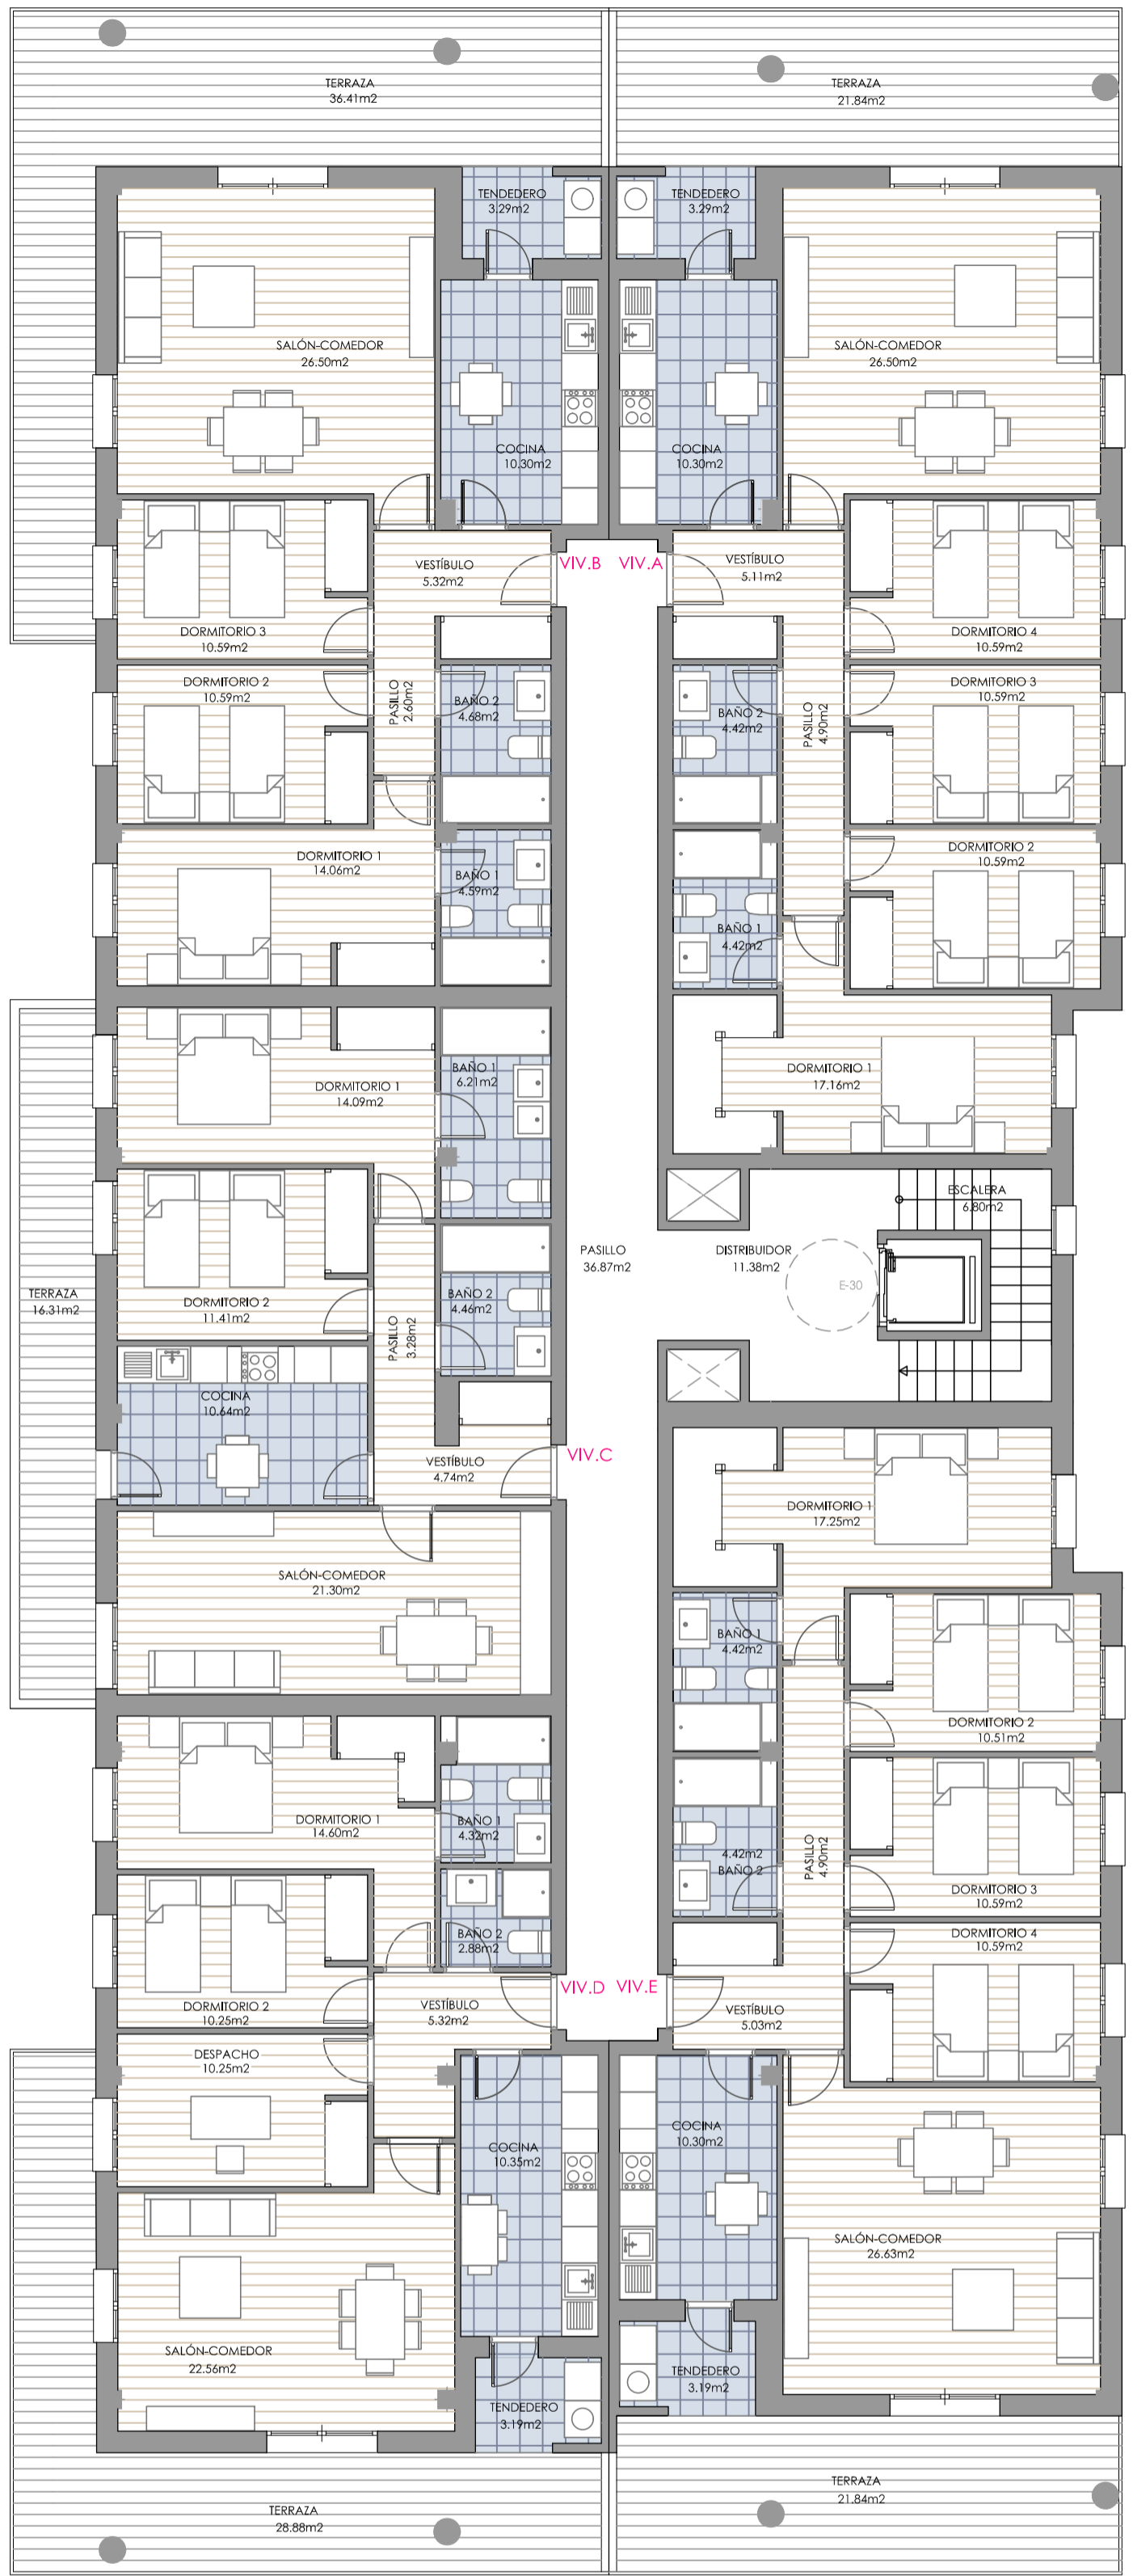 TERRAZA
36.41m2
TERRAZA
21.84m2
TENDEDERO
3.29m2
TENDEDERO
3.29m2
SALÓN-COMEDOR
26.50m2
SALÓN-COMEDOR
26.50m2
COCINA
10.30m2
COCINA
10.30m2
VIV.B
VIV.A
VESTÍBULO
5.32m2
VESTÍBULO
5.11m2
DORMITORIO 3
10.59m2
DORMITORIO 4
10.59m2
DORMITORIO 2
10.59m2
PASILLO
2.60m2
BAÑO 2
4.68m2
BAÑO 2
4.42m2
PASILLO
4.90m2
DORMITORIO 3
10.59m2
DORMITORIO 1
14.06m2
BAÑO 1
4.59m2
BAÑO 1
4.42m2
DORMITORIO 2
10.59m2
DORMITORIO 1
14.09m2
BAÑO 1
6.21m2
DORMITORIO 1
17.16m2
ESCALERA
6.80m2
PASILLO
36.87m2
DISTRIBUIDOR
11.38m2
E-30
TERRAZA
16.31m2
DORMITORIO 2
11.41m2
PASILLO
3.28m2
BAÑO 2
4.46m2
COCINA
10.64m2
VESTÍBULO
4.74m2
VIV.C
DORMITORIO 1
17.25m2
SALÓN-COMEDOR
21.30m2
BAÑO 1
4.42m2
DORMITORIO 2
10.51m2
DORMITORIO 1
14.60m2
BAÑO 1
4.32m2
4.42m2
BAÑO 2
PASILLO
4.90m2
DORMITORIO 3
10.59m2
BAÑO 2
2.88m2
DORMITORIO 4
10.59m2
DORMITORIO 2
10.25m2
VESTÍBULO
5.32m2
VIV.D
VIV.E
VESTÍBULO
5.03m2
DESPACHO
10.25m2
COCINA
10.35m2
COCINA
10.30m2
SALÓN-COMEDOR
22.56m2
SALÓN-COMEDOR
26.63m2
TENDEDERO
3.19m2
TENDEDERO
3.19m2
TERRAZA
28.88m2
TERRAZA
21.84m2